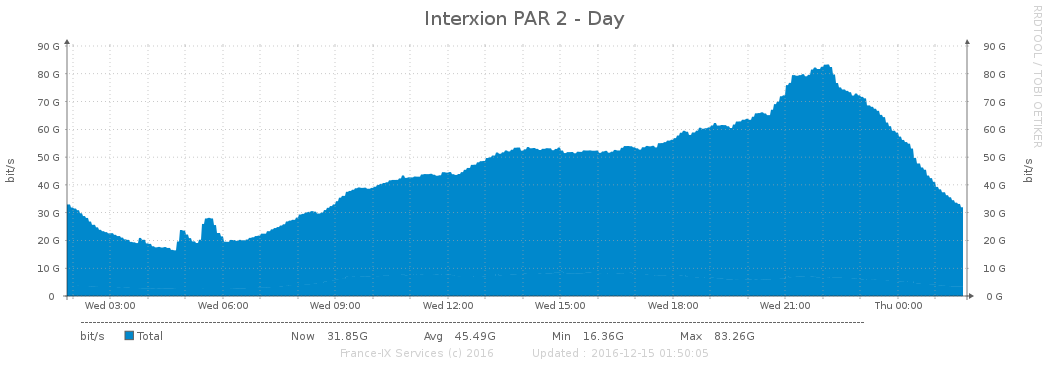 Interxion PAR 2 - Day
RRDTOOL / TOBI OETIKER
90 G 90 G
80 G 80 G
70 G 70 G
60 G 60 G
50 G 50 G
40 G 40 G
30 G 30 G
20 G 20 G
10 G 10 G
0 0 G
bit/s bit/s
Wed 03:00 Wed 06:00 Wed 09:00 Wed 12:00 Wed 15:00 Wed 18:00 Wed 21:00 Thu 00:00
bit/s Total Now 31.85G Avg 45.49G Min 16.36G Max 83.26G
France-IX Services (c) 2016 Updated : 2016-12-15 01:50:05